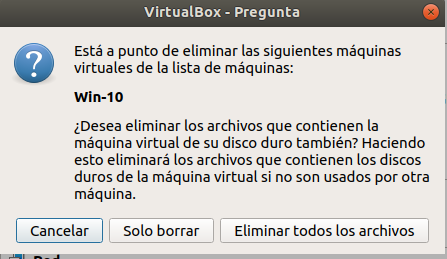 VirtualBox - Pregunta
Está a punto de eliminar las siguientes máquinas
virtuales de la lista de máquinas:
Win-10
¿Desea eliminar los archivos que contienen la
máquina virtual de su disco duro también? Haciendo
esto eliminará los archivos que contienen los discos
duros de la máquina virtual si no son usados por otra
máquina.
Cancelar Solo borrar Eliminar todos los archivos
Red